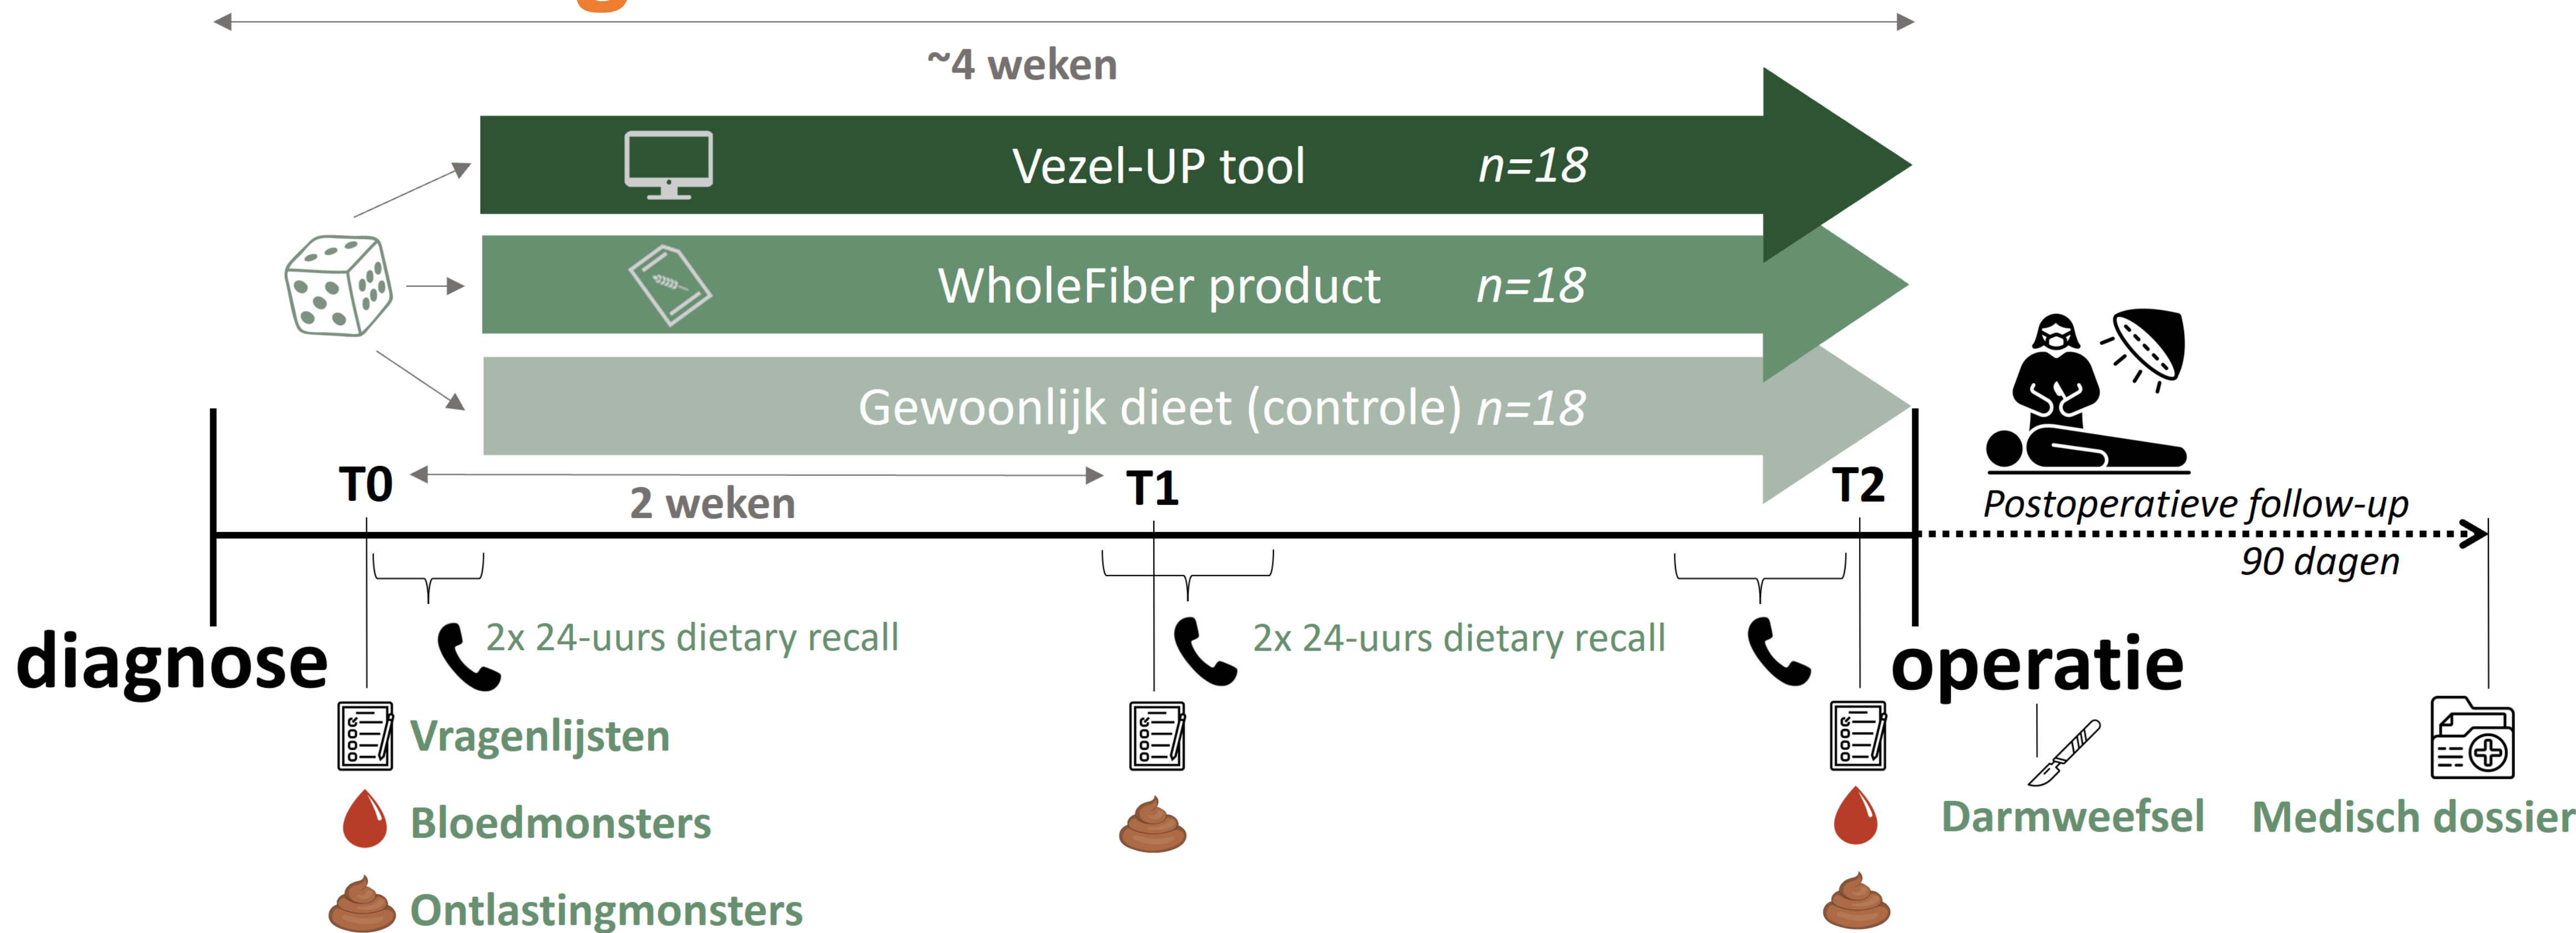 ~4 weken
Vezel-UP tool n=18
WholeFiber product n=18
Gewoonlijk dieet (controle) n=18
T0
2 weken
T1
T2
Postoperatieve follow-up
90 dagen
diagnose
2x 24-uurs dietary recall
2x 24-uurs dietary recall
operatie
Vragenlijsten
Bloedmonsters
Ontlastingmonsters
Darmweefsel
Medisch dossier